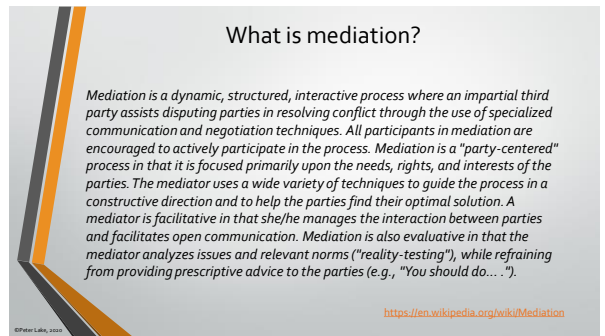 What is mediation?
Mediation is a dynamic, structured, interactive process where an impartial third
party assists disputing parties in resolving conflict through the use of specialized
communication and negotiation techniques. All participants in mediation are
encouraged to actively participate in the process. Mediation is a "party-centered"
process in that it is focused primarily upon the needs, rights, and interests of the
parties. The mediator uses a wide variety of techniques to guide the process in a
constructive direction and to help the parties find their optimal solution. A
mediator is facilitative in that she/he manages the interaction between parties
and facilitates open communication. Mediation is also evaluative in that the
mediator analyzes issues and relevant norms ("reality-testing"), while refraining
from providing prescriptive advice to the parties (e.g., "You should do... .").
https://en.wikipedia.org/wiki/Mediation
©Peter Lake, 2020